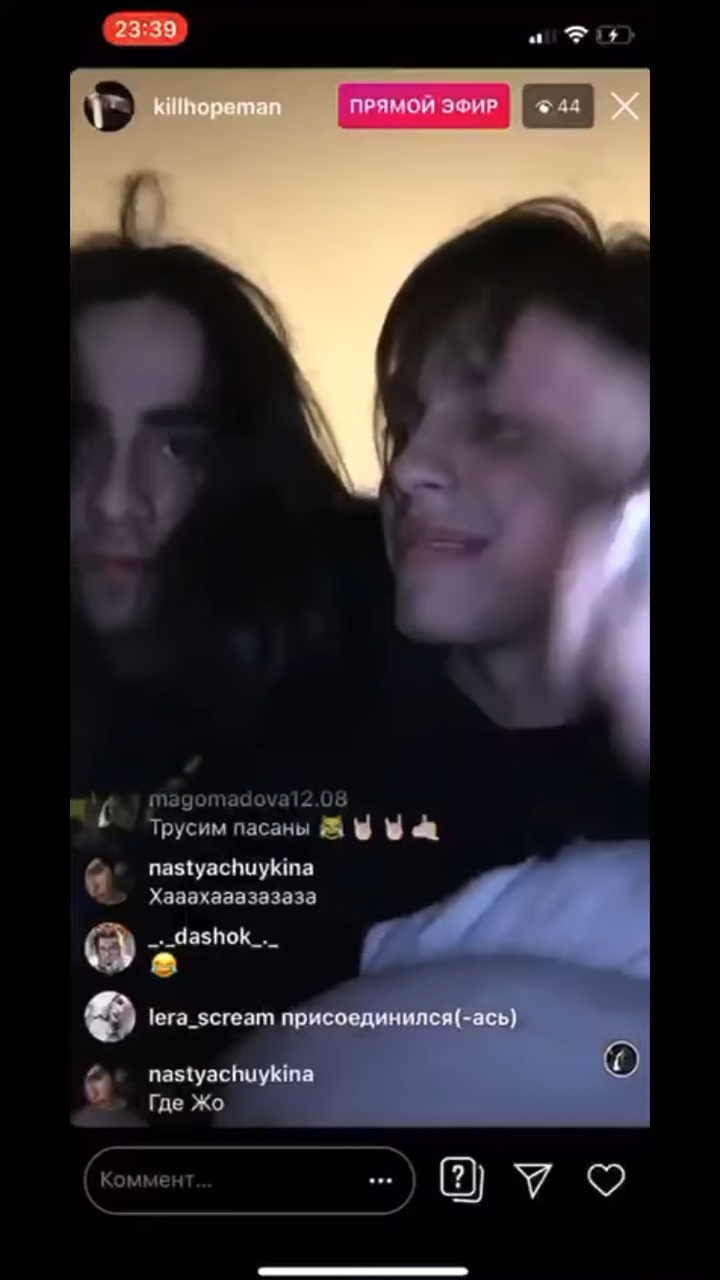 23:39
killhopeman
ПРЯМОЙ ЭФИР
44
magomadova12.08
Трусим пасаны 😹🤘🏻🤘🏻🤙🏻
nastyachuykina
Хааахааазазаза
_._dashok_._
😂
lera_scream присоединился(-ась)
nastyachuykina
Где Жо
Коммент...